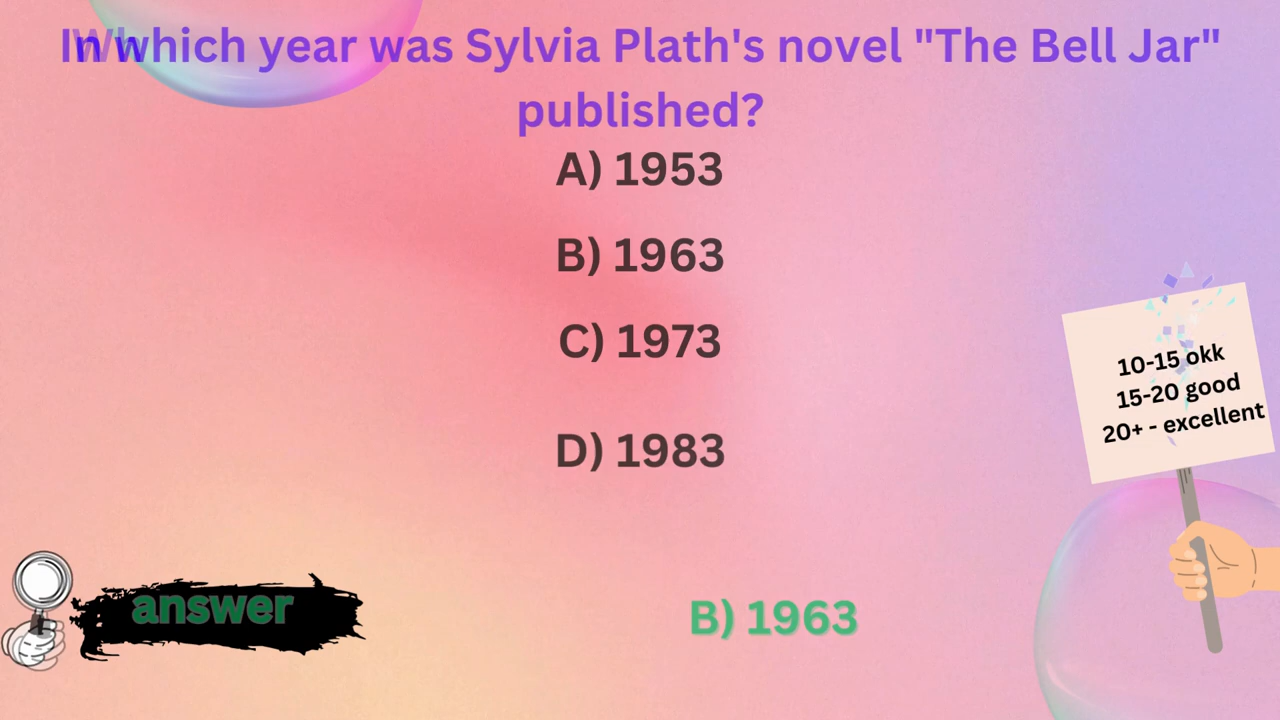 In Wwhich year was Sylvia Plath's novel "The Bell Jar"
published?
A) 1953
B) 1963
C) 1973
D) 1983
10-15 okk
15-20 good
20+ - excellent
answer
B) 1963